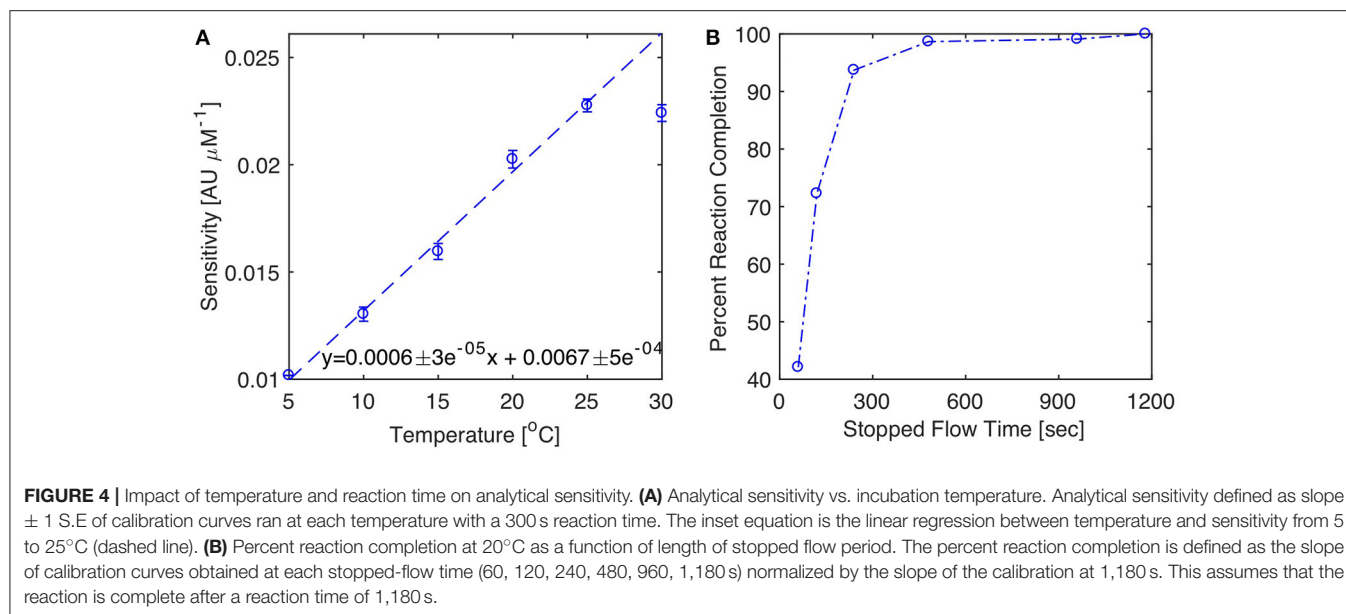 A
0.025
0.02
0.015
0.01
Sensitivity [AU μM⁻¹]
y=0.0006 ±3e⁻⁰⁵x + 0.0067 ±5e⁻⁰⁴
5 10 15 20 25 30
Temperature [°C]
B
100
90
80
70
60
50
40
Percent Reaction Completion
0 300 600 900 1200
Stopped Flow Time [sec]
FIGURE 4 | Impact of temperature and reaction time on analytical sensitivity. (A) Analytical sensitivity vs. incubation temperature. Analytical sensitivity defined as slope
± 1 S.E of calibration curves ran at each temperature with a 300 s reaction time. The inset equation is the linear regression between temperature and sensitivity from 5
to 25°C (dashed line). (B) Percent reaction completion at 20°C as a function of length of stopped flow period. The percent reaction completion is defined as the slope
of calibration curves obtained at each stopped-flow time (60, 120, 240, 480, 960, 1,180 s) normalized by the slope of the calibration at 1,180 s. This assumes that the
reaction is complete after a reaction time of 1,180 s.